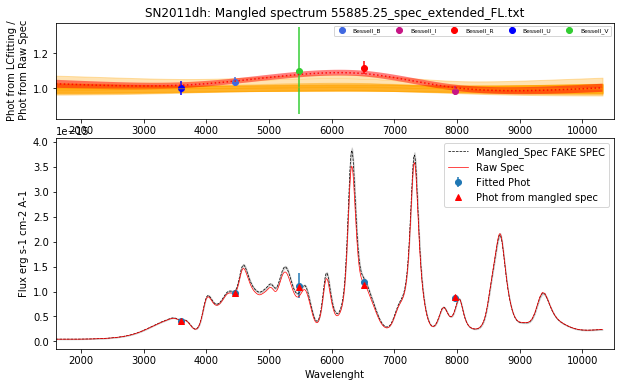 SN2011dh: Mangled spectrum 55885.25_spec_extended_FL.txt
Phot from LCfitting /
Phot from Raw Spec
Bessell_B
Bessell_I
Bessell_R
Bessell_U
Bessell_V
1.2
1.0
2000 3000 4000 5000 6000 7000 8000 9000 10000
Flux erg s-1 cm-2 A-1
Mangled_Spec FAKE SPEC
Raw Spec
Fitted Phot
Phot from mangled spec
4.0
3.5
3.0
2.5
2.0
1.5
1.0
0.5
0.0
2000 3000 4000 5000 6000 7000 8000 9000 10000
Wavelenght